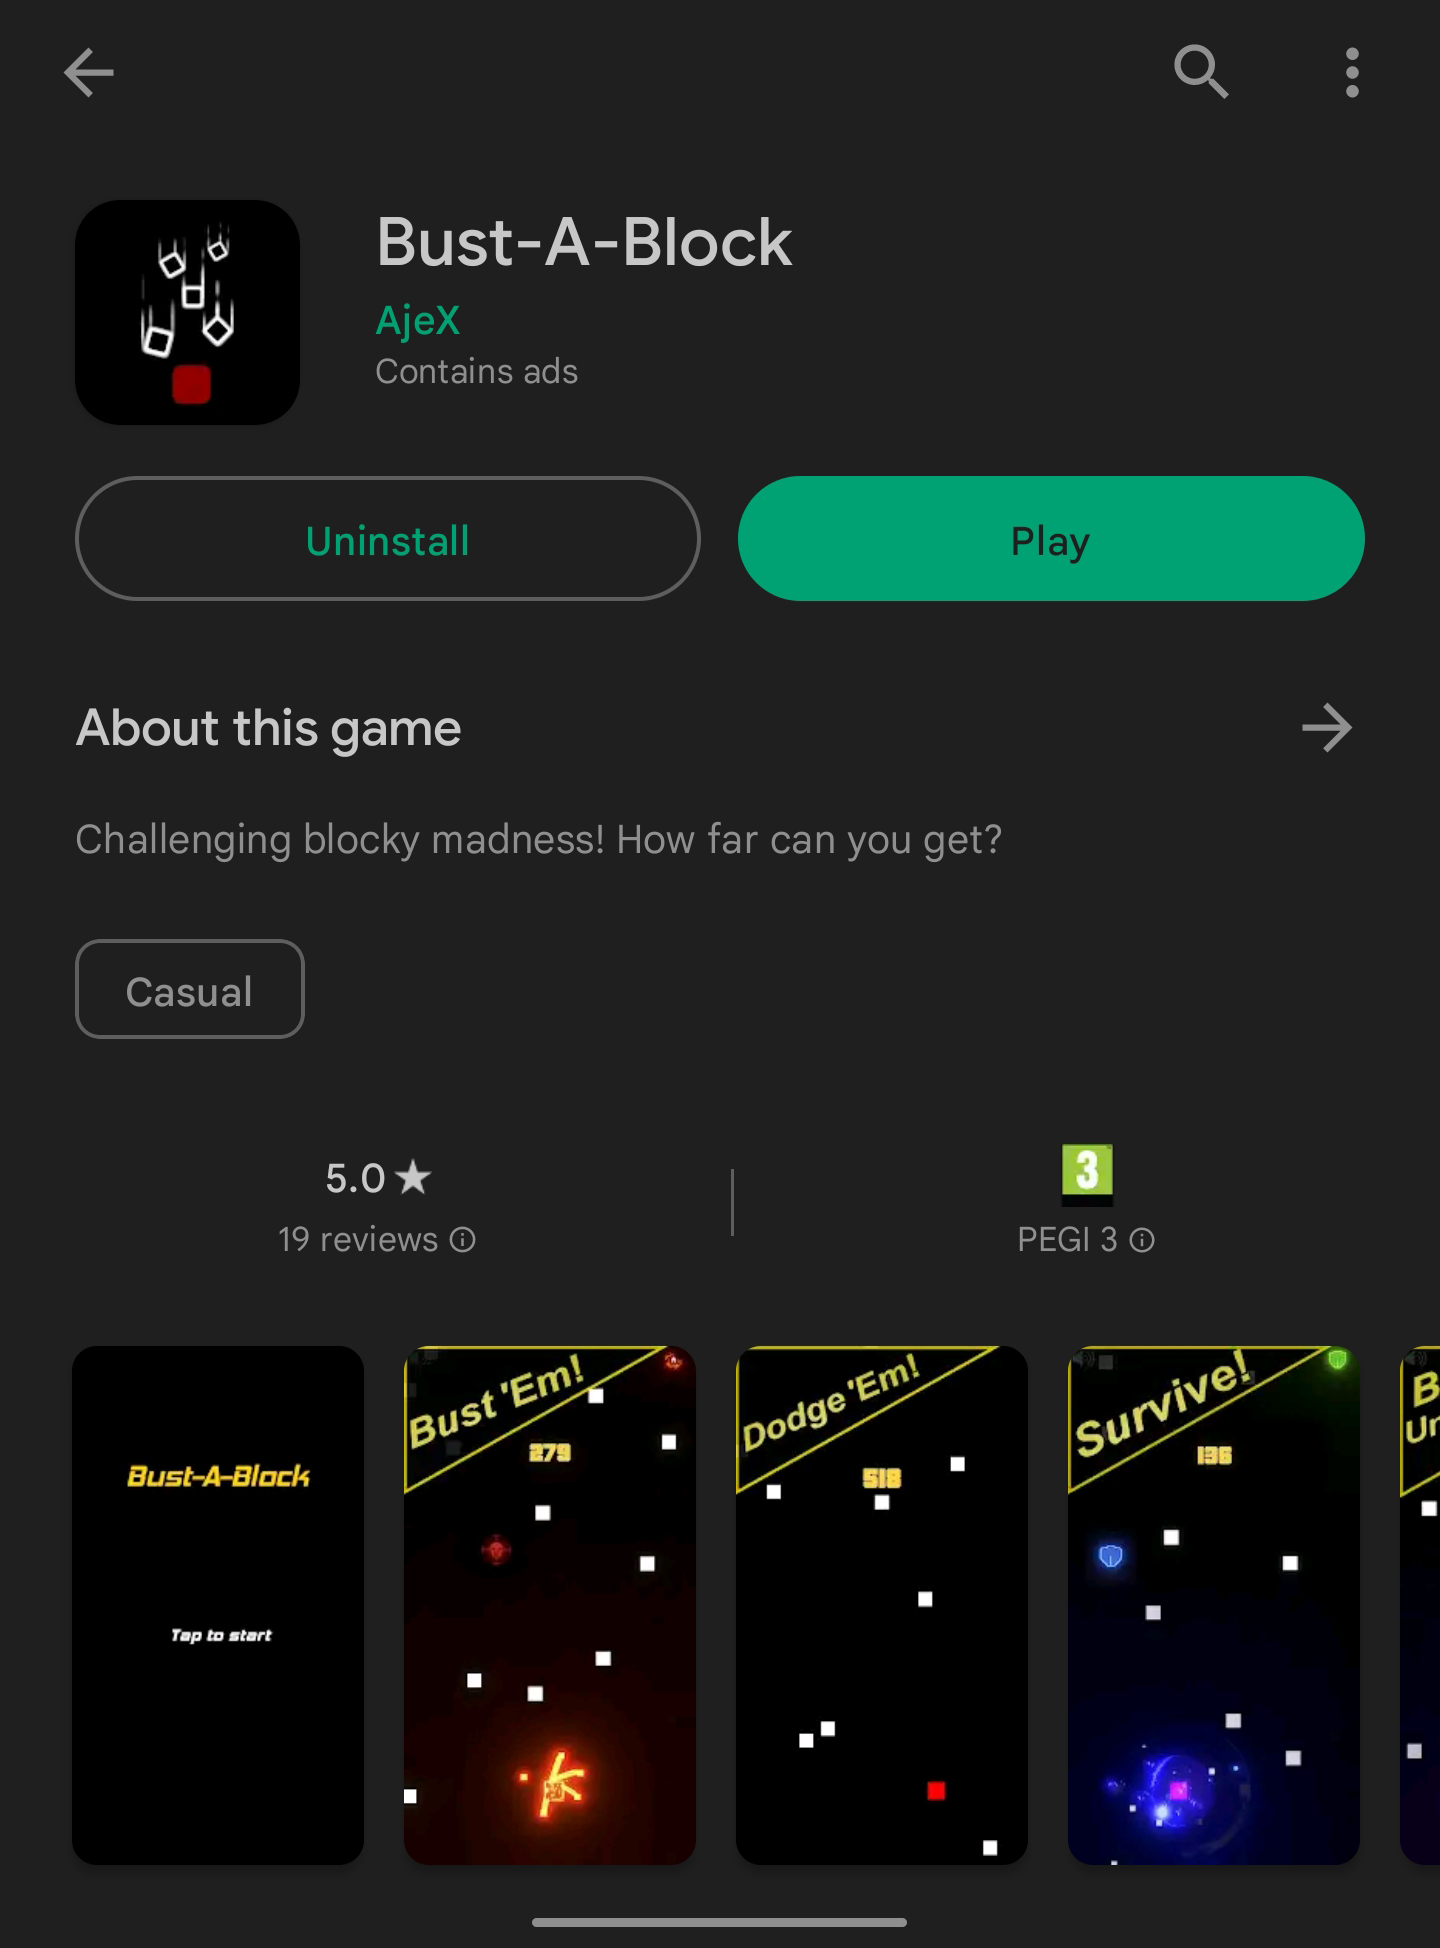 Bust-A-Block
AjeX
Contains ads
Uninstall
Play
About this game
Challenging blocky madness! How far can you get?
Casual
5.0
19 reviews
3
PEGI 3
Bust-A-Block
Tap to start
Bust 'Em!
279
Dodge 'Em!
518
Survive!
136